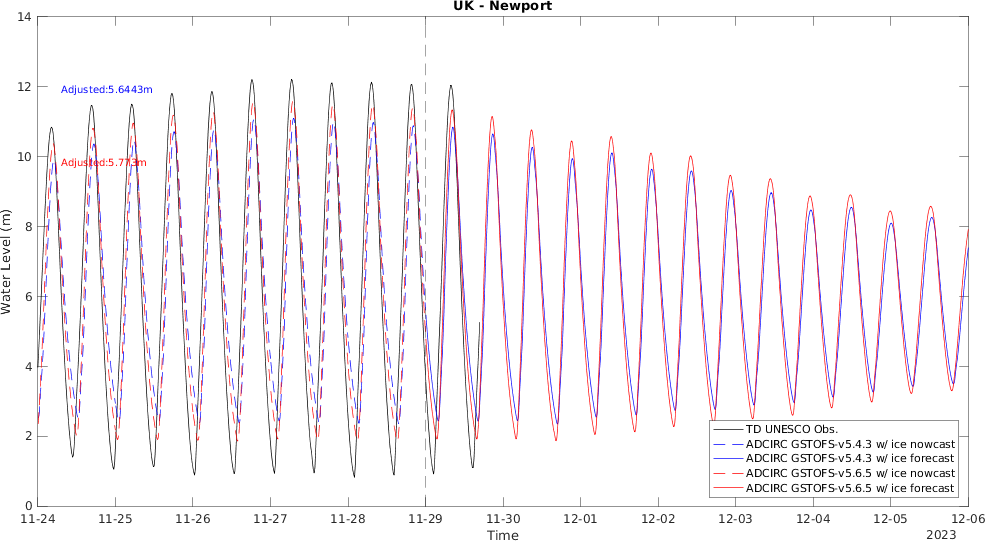 UK - Newport
14
12
10
8
6
4
2
0
Water Level (m)
Adjusted:5.6443m
Adjusted:5.773m
TD UNESCO Obs.
ADCIRC GSTOFS-v5.4.3 w/ ice nowcast
ADCIRC GSTOFS-v5.4.3 w/ ice forecast
ADCIRC GSTOFS-v5.6.5 w/ ice nowcast
ADCIRC GSTOFS-v5.6.5 w/ ice forecast
11-24 11-25 11-26 11-27 11-28 11-29 11-30 12-01 12-02 12-03 12-04 12-05 12-06
Time
2023